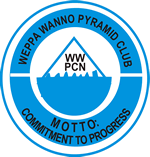 WEPPA WANNO PYRAMID CLUB
WW
PCN
MOTTO:
COMMITMENT TO PROGRESS